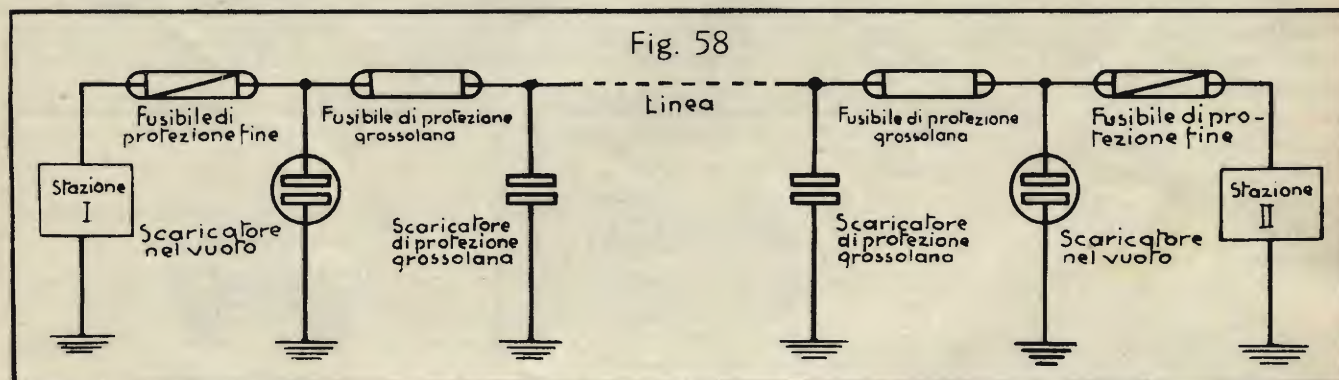 Fig. 58
Fusibile di
protezione fine
Fusibile di protezione
grossolana
Linea
Fusibile di protezione
grossolana
Fusibile di pro-
tezione fine
Stazione
I
Scaricatore
nel vuoto
Scaricatore
di protezione
grossolana
Scaricatore
di protezione
grossolana
Scaricatore
nel vuoto
Stazione
II